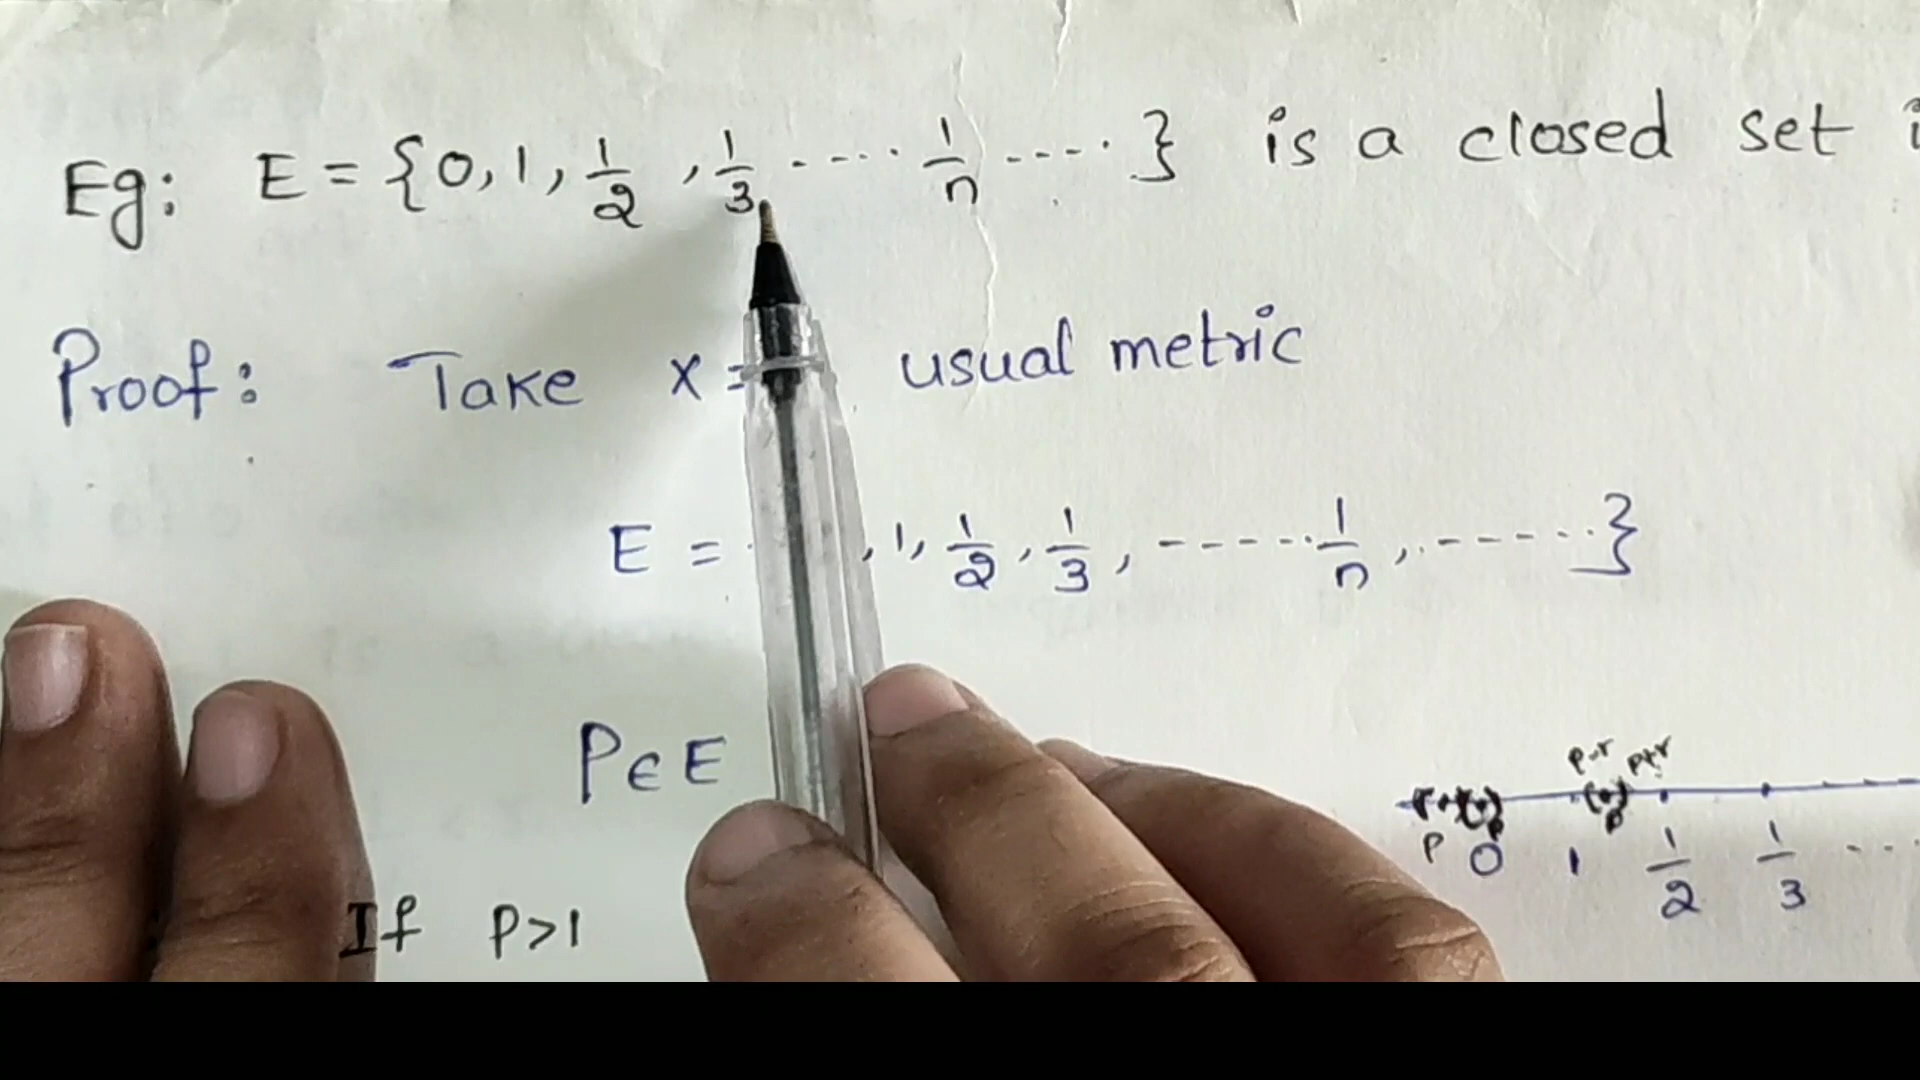 Eg: E = {0, 1, 1/2, 1/3 ---- 1/n ----} is a closed set
Proof: Take X = usual metric
E = , 1, 1/2, 1/3, ----- 1/n, ------}
P∈E
P-r P+r
P P P
0 1 1/2 1/3 ---
If P>1